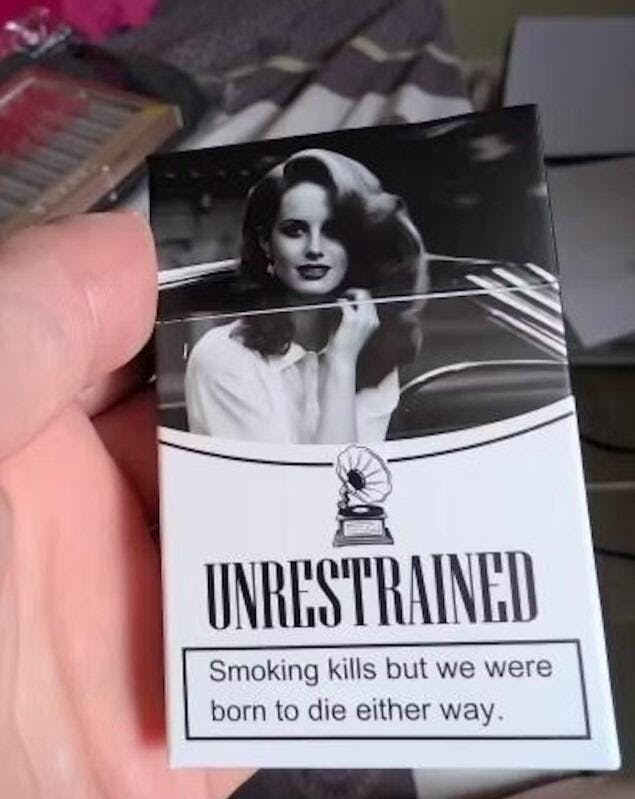 UNRESTRAINED
Smoking kills but we were
born to die either way.